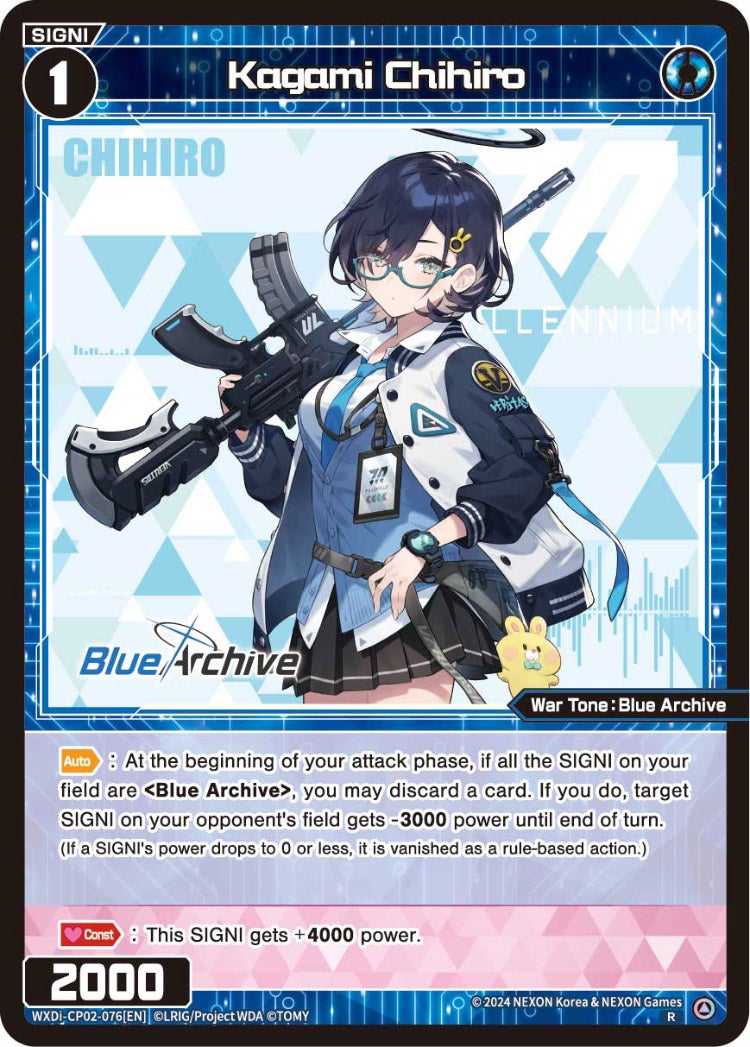 SIGNI
1
Kagami Chihiro
CHIHIRO
MILLENNIUM
UL
VERITAS
VERITAS
Blue Archive
War Tone:Blue Archive
Auto : At the beginning of your attack phase, if all the SIGNI on your
field are <Blue Archive>, you may discard a card. If you do, target
SIGNI on your opponent's field gets -3000 power until end of turn.
(If a SIGNI's power drops to 0 or less, it is vanished as a rule-based action.)
Const : This SIGNI gets +4000 power.
2000
©2024 NEXON Korea & NEXON Games
WXDi-CP02-076[EN] ©LRIG/Project WDA ©TOMY
R